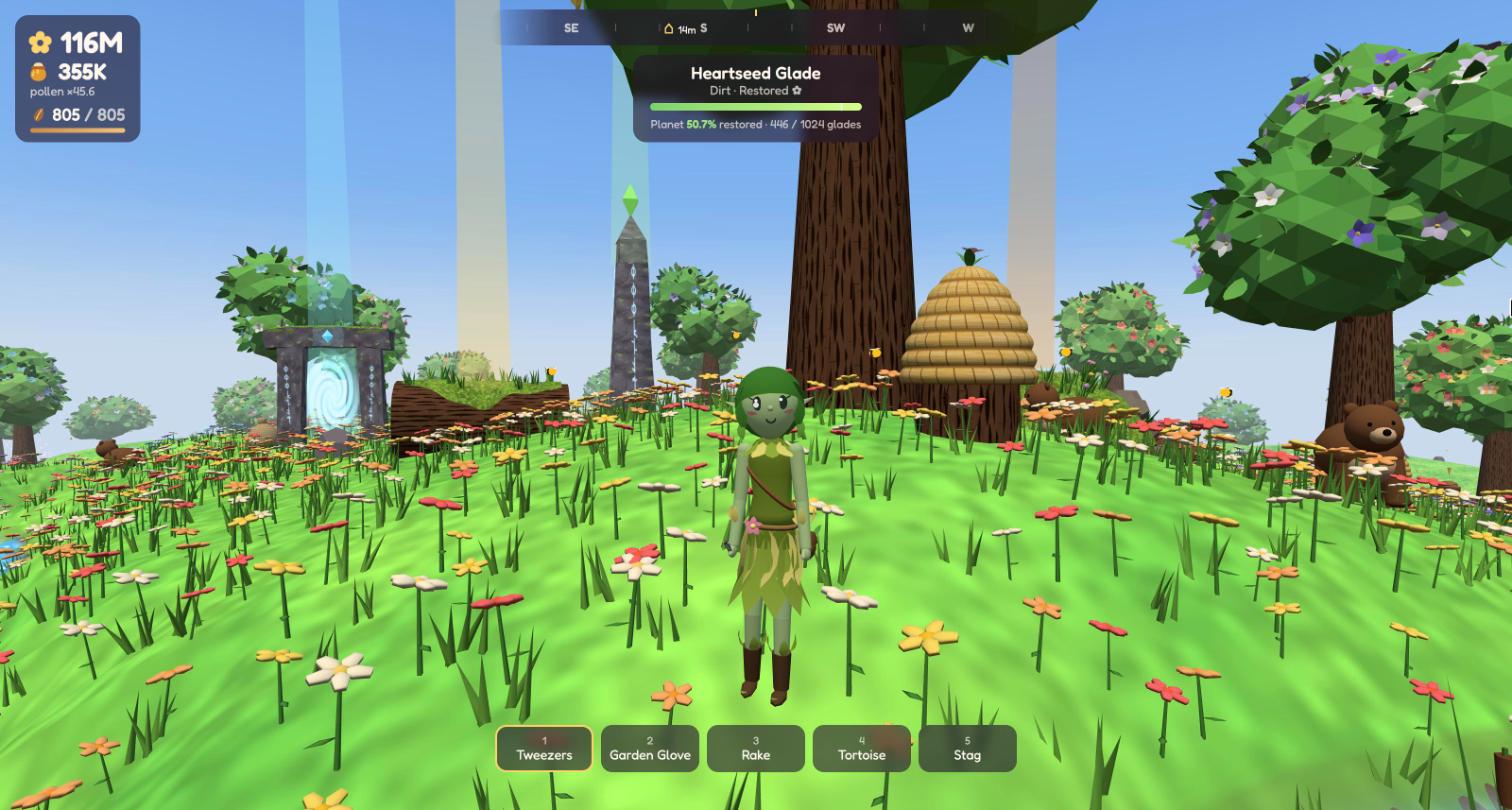 116M
355K
pollen ×45.6
805 / 805
SE
14m S
SW
W
Heartseed Glade
Dirt · Restored ✿
Planet 50.7% restored · 446 / 1024 glades
1
Tweezers
2
Garden Glove
3
Rake
4
Tortoise
5
Stag